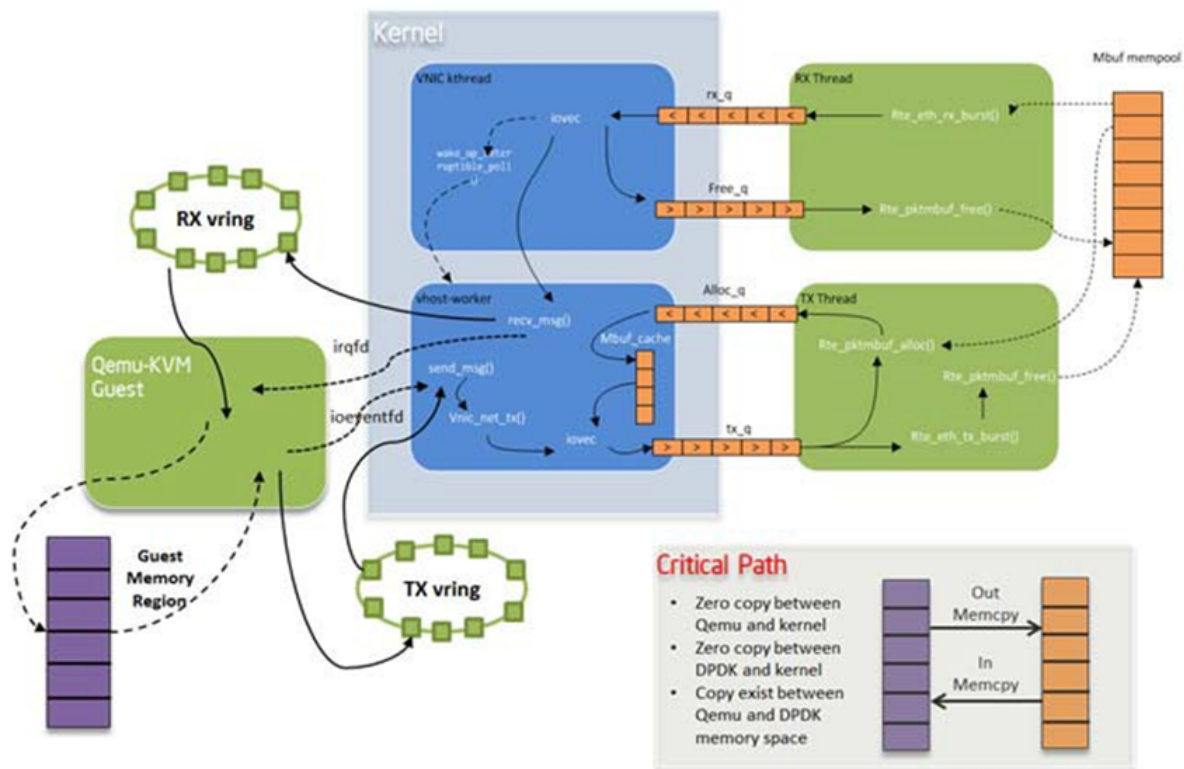 Kernel
VNIC kthread
iovec
wake_up_inter
ruptible_poll
()
rx_q
< < < < <
RX Thread
Rte_eth_rx_burst()
Mbuf mempool
Free_q
> > > > >
Rte_pktmbuf_free()
RX vring
vhost-worker
recv_msg()
Alloc_q
< < < < <
TX Thread
Mbuf_cache
Rte_pktmbuf_alloc()
irqfd
Qemu-KVM
Guest
send_msg()
Rte_pktmbuf_free()
ioeventfd
Vnic_net_tx()
iovec
tx_q
> > > > >
Rte_eth_tx_burst()
Guest
Memory
Region
TX vring
Critical Path
• Zero copy between
Qemu and kernel
• Zero copy between
DPDK and kernel
• Copy exist between
Qemu and DPDK
memory space
Out
Memcpy
In
Memcpy